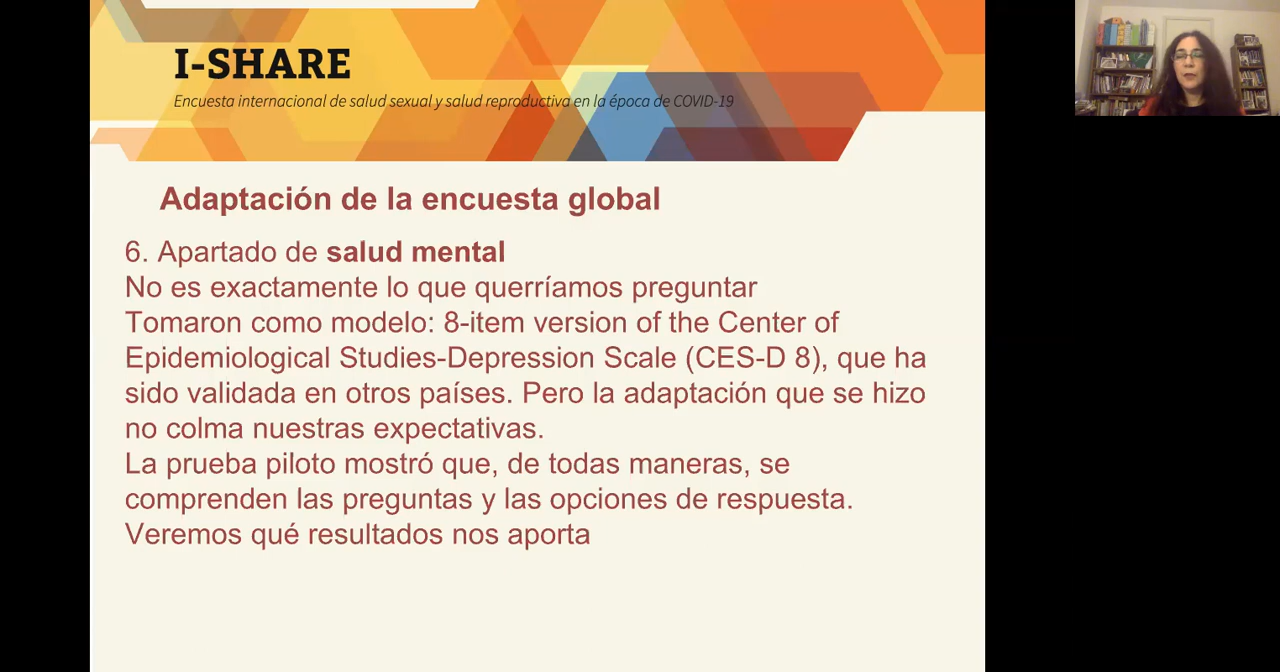 I-SHARE
Encuesta internacional de salud sexual y salud reproductiva en la época de COVID-19
Adaptación de la encuesta global
6. Apartado de salud mental
No es exactamente lo que querríamos preguntar
Tomaron como modelo: 8-item version of the Center of
Epidemiological Studies-Depression Scale (CES-D 8), que ha
sido validada en otros países. Pero la adaptación que se hizo
no colma nuestras expectativas.
La prueba piloto mostró que, de todas maneras, se
comprenden las preguntas y las opciones de respuesta.
Veremos qué resultados nos aporta